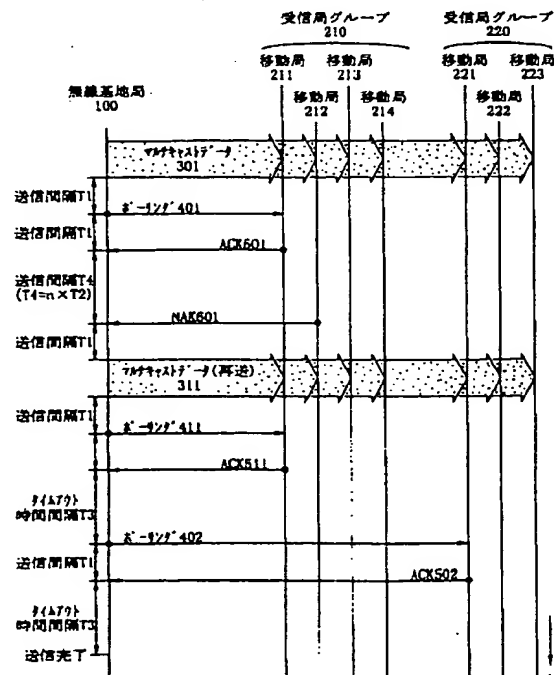 受信局グループ 210
受信局グループ 220
無線基地局 100
移動局 211
移動局 212
移動局 213
移動局 214
移動局 221
移動局 222
移動局 223
マルチキャストデータ 301
送信間隔T1
ポーリング401
送信間隔T1
ACK601
送信間隔T4
(T4=n×T2)
NAK601
送信間隔T1
マルチキャストデータ(再送) 311
送信間隔T1
ポーリング411
ACK511
タイムアウト
時間間隔T3
ポーリング402
送信間隔T1
ACK502
タイムアウト
時間間隔T3
送信完了